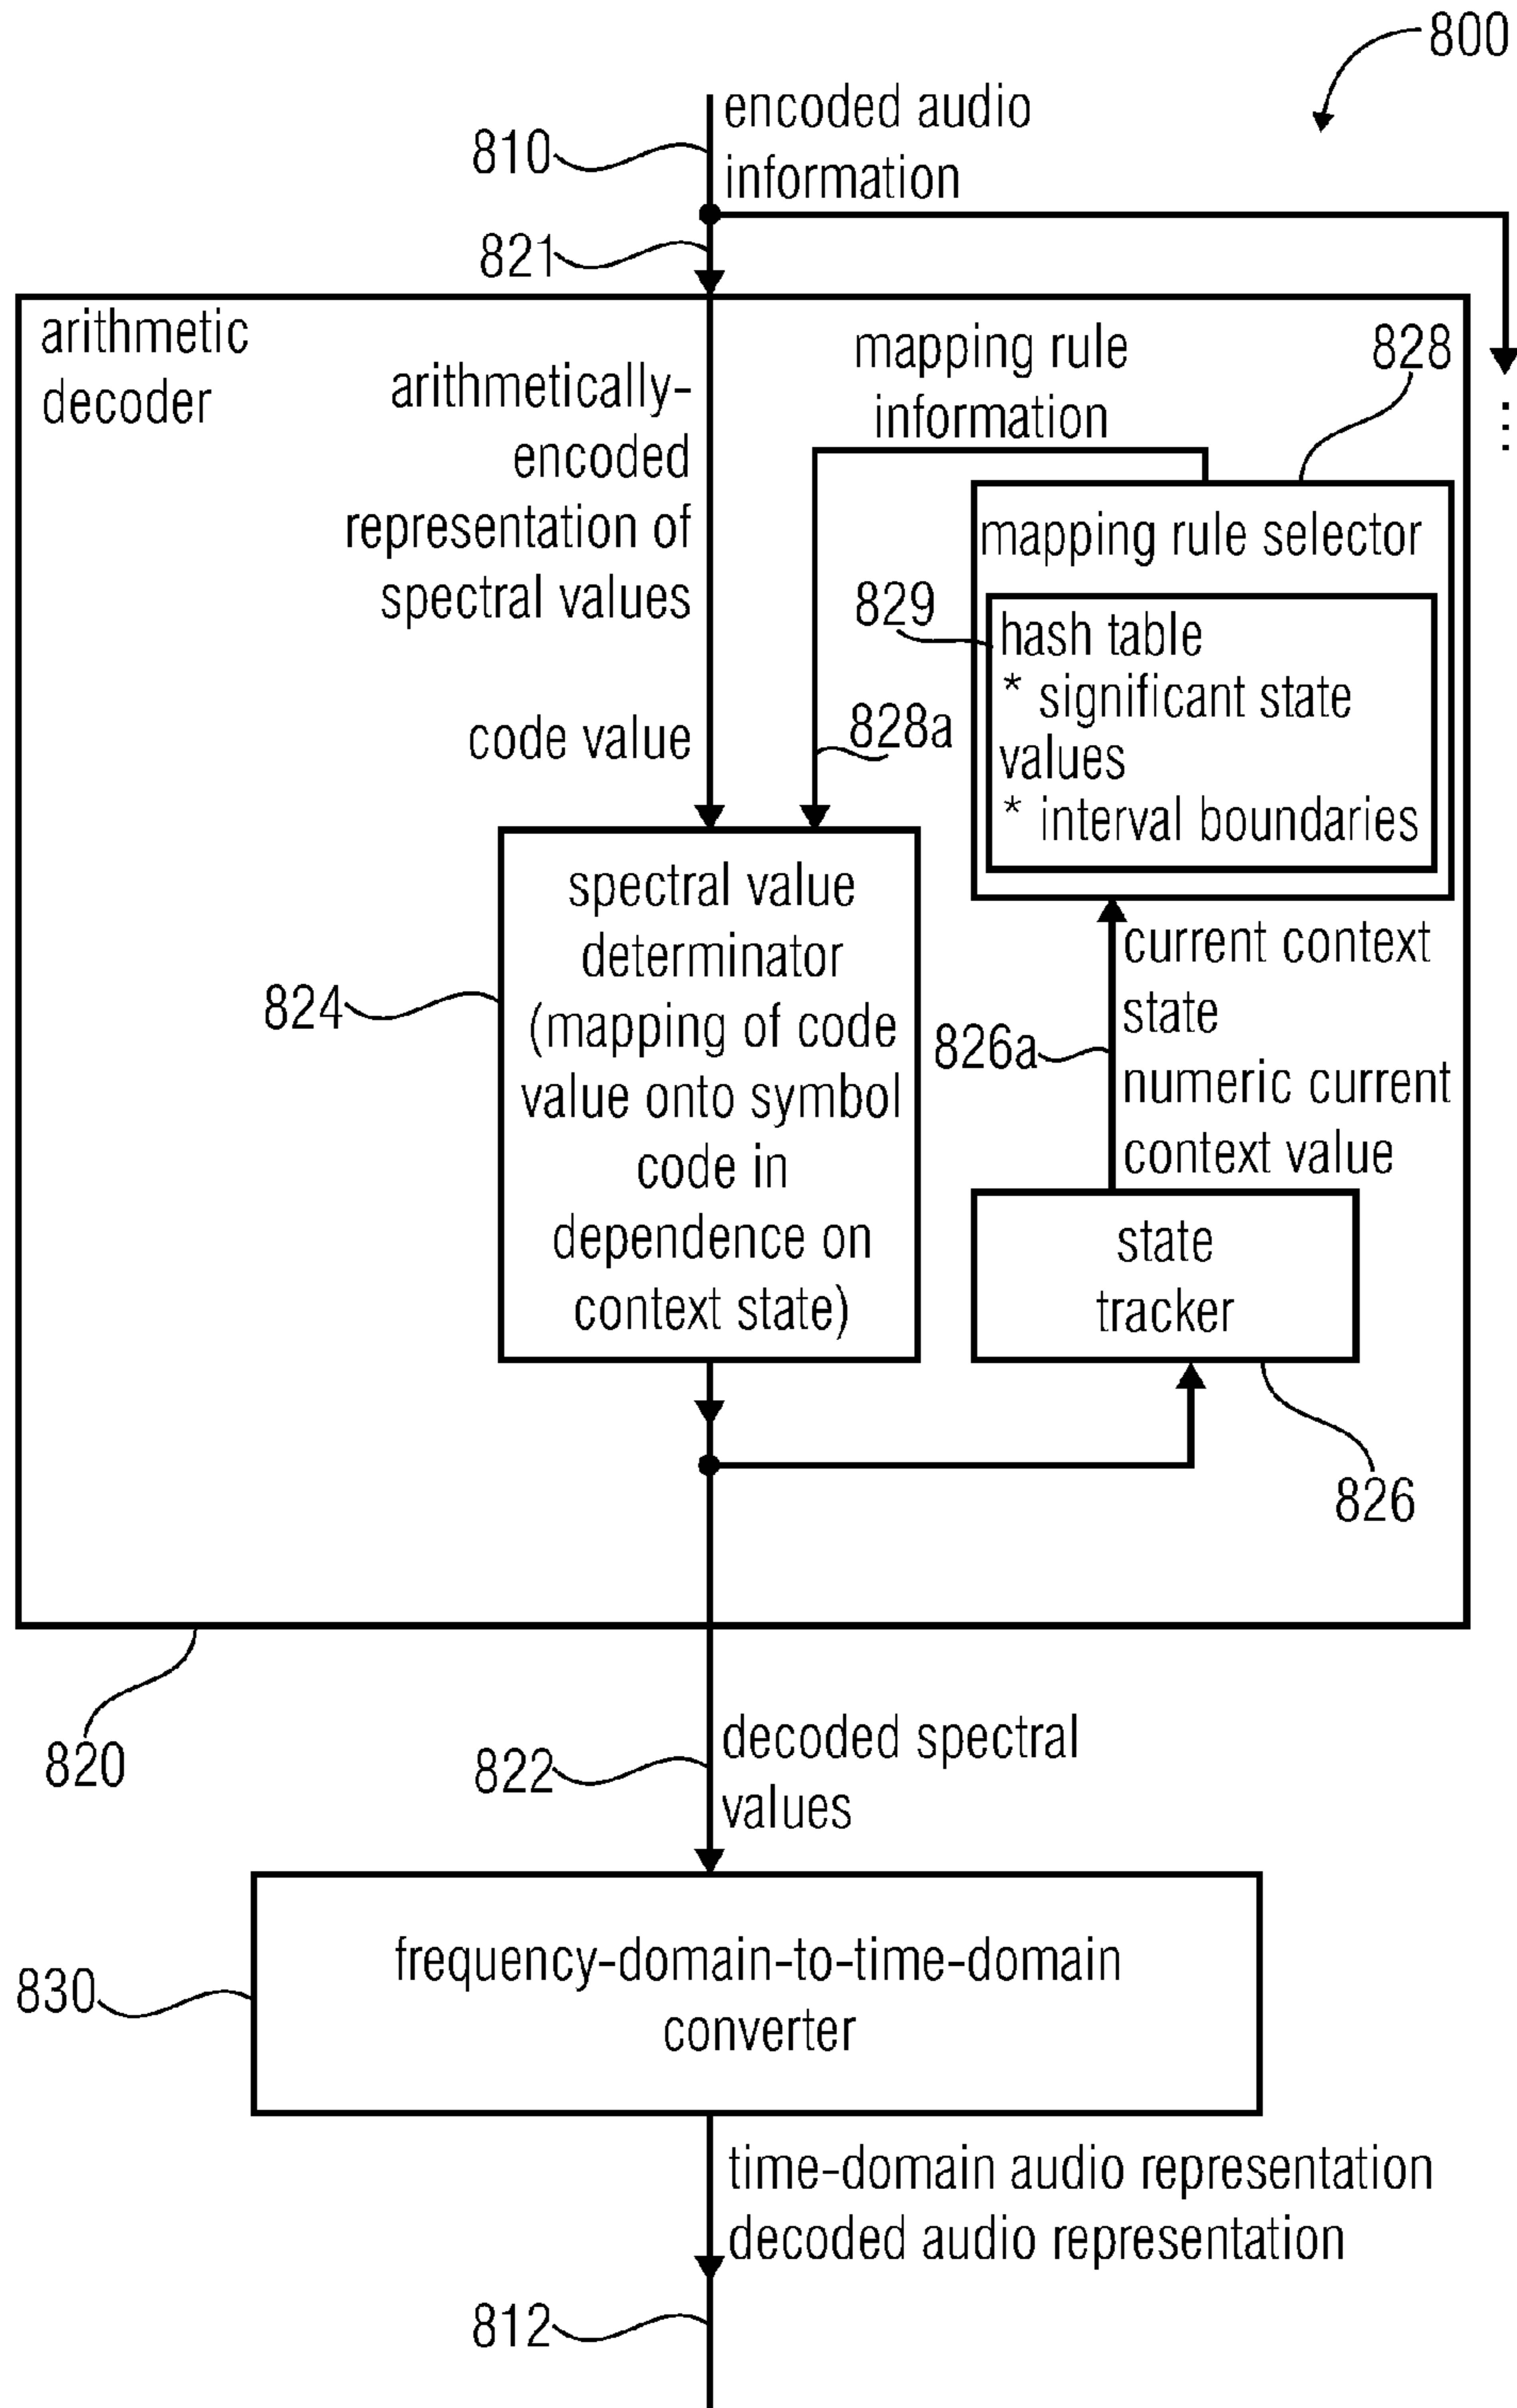 800
encoded audio
information
810
821
arithmetic
decoder
arithmetically-
encoded
representation of
spectral values
code value
mapping rule
information
828
mapping rule selector
829
hash table
* significant state
values
* interval boundaries
828a
spectral value
determinator
(mapping of code
value onto symbol
code in
dependence on
context state)
824
current context
state
numeric current
context value
826a
state
tracker
826
820
822
decoded spectral
values
frequency-domain-to-time-domain
converter
830
time-domain audio representation
decoded audio representation
812